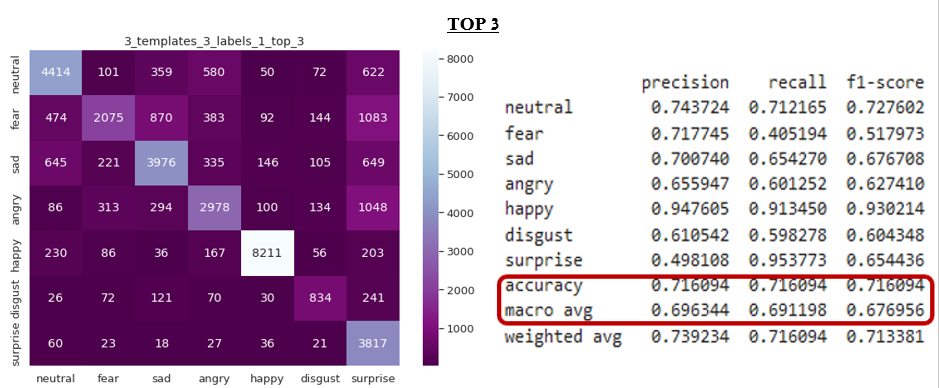 TOP 3
3_templates_3_labels_1_top_3
neutral 4414 101 359 580 50 72 622
fear 474 2075 870 383 92 144 1083
sad 645 221 3976 335 146 105 649
angry 86 313 294 2978 100 134 1048
happy 230 86 36 167 8211 56 203
disgust 26 72 121 70 30 834 241
surprise 60 23 18 27 36 21 3817
neutral fear sad angry happy disgust surprise
8000
7000
6000
5000
4000
3000
2000
1000
precision recall f1-score
neutral 0.743724 0.712165 0.727602
fear 0.717745 0.405194 0.517973
sad 0.700740 0.654270 0.676708
angry 0.655947 0.601252 0.627410
happy 0.947605 0.913450 0.930214
disgust 0.610542 0.598278 0.604348
surprise 0.498108 0.953773 0.654436
accuracy 0.716094 0.716094 0.716094
macro avg 0.696344 0.691198 0.676956
weighted avg 0.739234 0.716094 0.713381